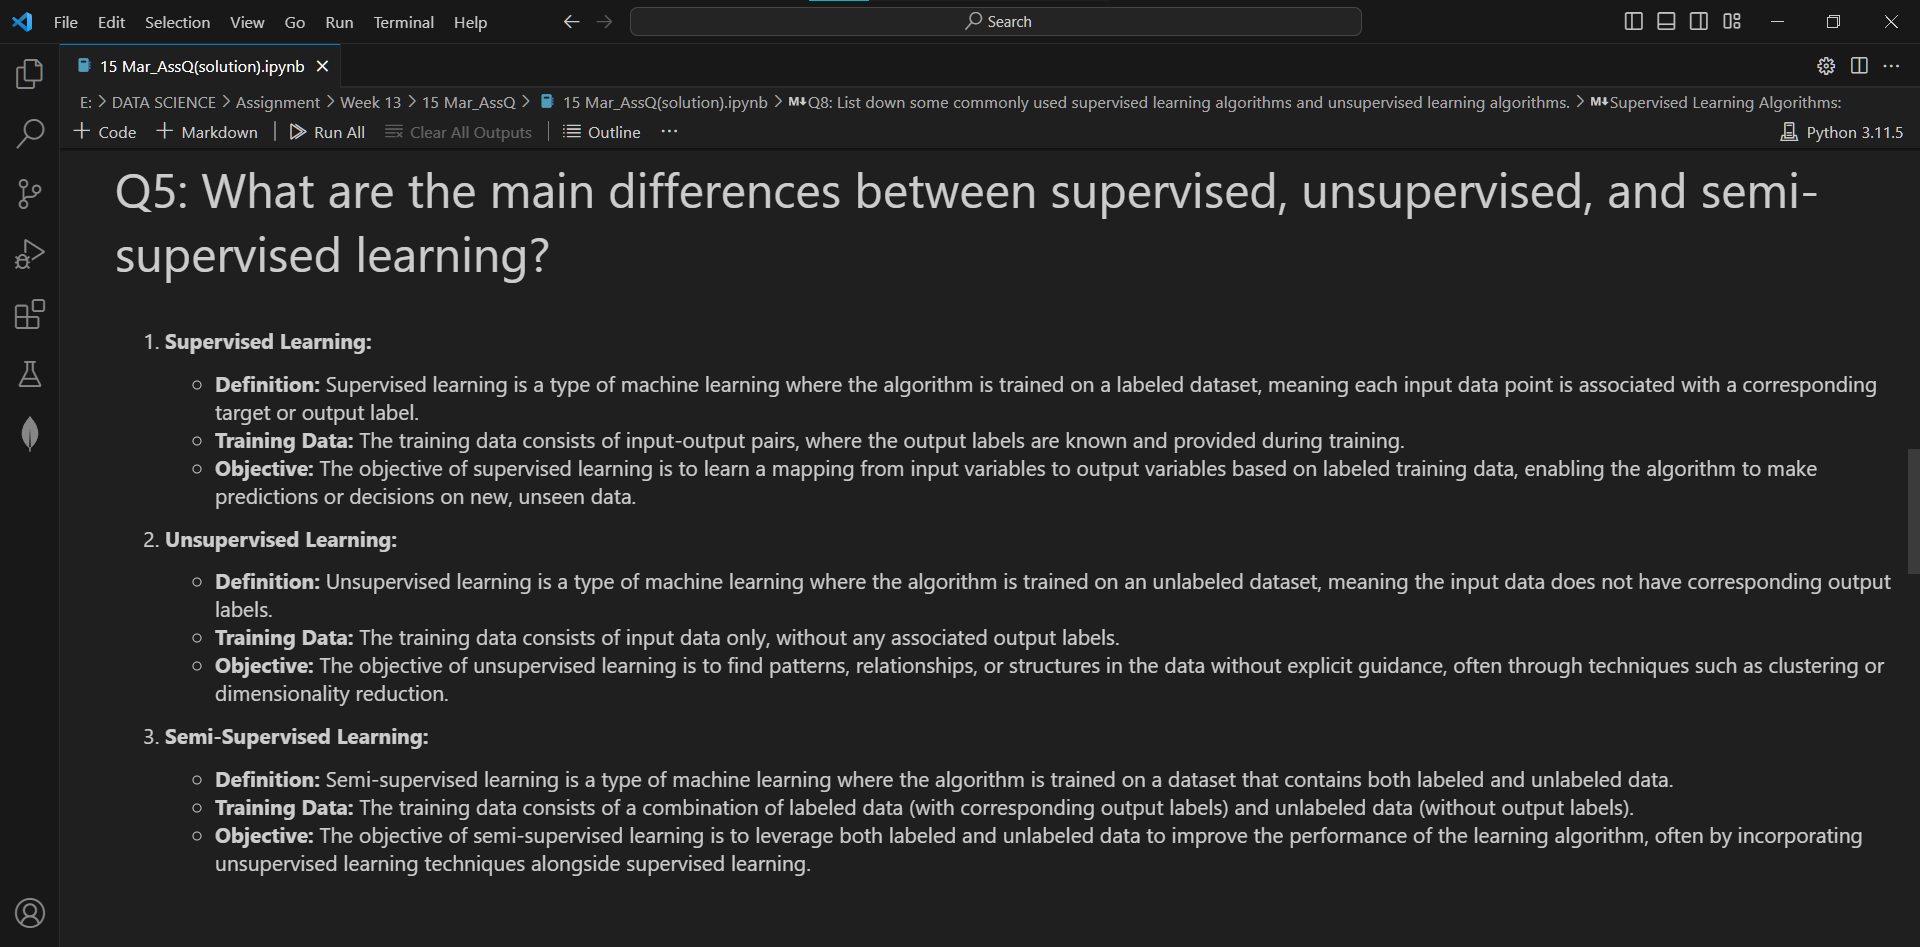 File Edit Selection View Go Run Terminal Help Search
15 Mar_AssQ(solution).ipynb
E: > DATA SCIENCE > Assignment > Week 13 > 15 Mar_AssQ > 15 Mar_AssQ(solution).ipynb > M↓Q8: List down some commonly used supervised learning algorithms and unsupervised learning algorithms. > M↓Supervised Learning Algorithms:
+ Code + Markdown | Run All Clear All Outputs | Outline ... Python 3.11.5
Q5: What are the main differences between supervised, unsupervised, and semi-
supervised learning?
1. Supervised Learning:
○ Definition: Supervised learning is a type of machine learning where the algorithm is trained on a labeled dataset, meaning each input data point is associated with a corresponding
target or output label.
○ Training Data: The training data consists of input-output pairs, where the output labels are known and provided during training.
○ Objective: The objective of supervised learning is to learn a mapping from input variables to output variables based on labeled training data, enabling the algorithm to make
predictions or decisions on new, unseen data.
2. Unsupervised Learning:
○ Definition: Unsupervised learning is a type of machine learning where the algorithm is trained on an unlabeled dataset, meaning the input data does not have corresponding output
labels.
○ Training Data: The training data consists of input data only, without any associated output labels.
○ Objective: The objective of unsupervised learning is to find patterns, relationships, or structures in the data without explicit guidance, often through techniques such as clustering or
dimensionality reduction.
3. Semi-Supervised Learning:
○ Definition: Semi-supervised learning is a type of machine learning where the algorithm is trained on a dataset that contains both labeled and unlabeled data.
○ Training Data: The training data consists of a combination of labeled data (with corresponding output labels) and unlabeled data (without output labels).
○ Objective: The objective of semi-supervised learning is to leverage both labeled and unlabeled data to improve the performance of the learning algorithm, often by incorporating
unsupervised learning techniques alongside supervised learning.